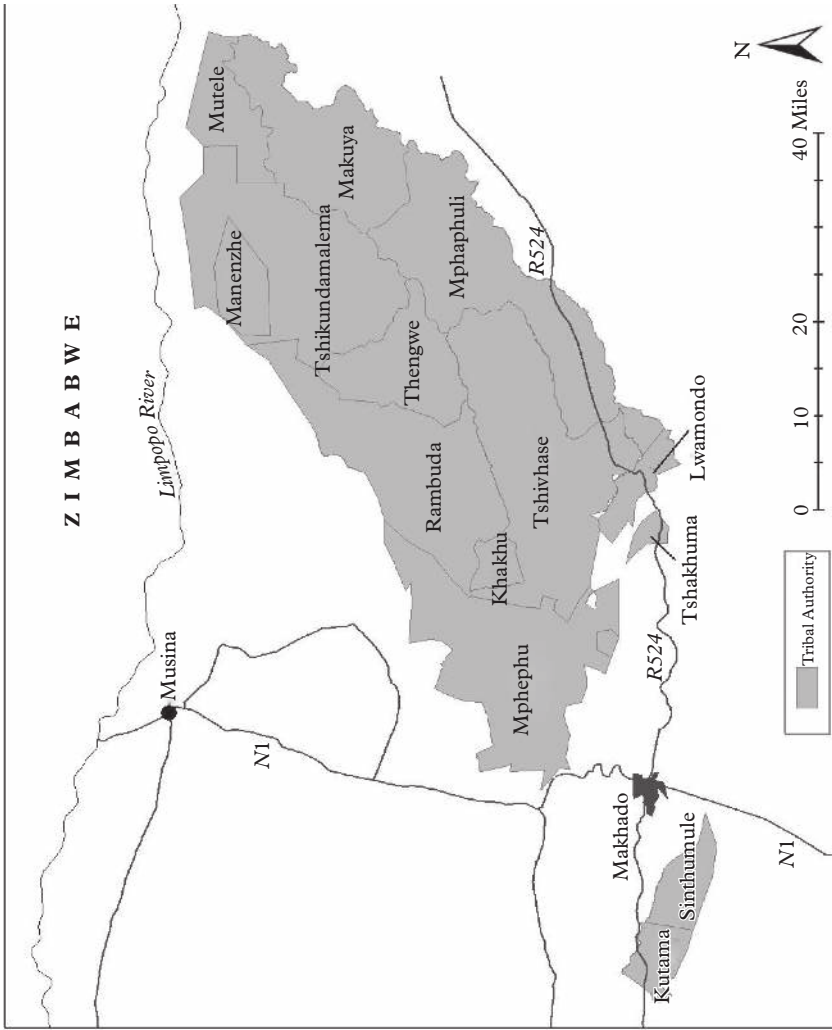 ZIMBABWE
Limpopo River
Musina
N1
Mutele
Manenzhe
Makuya
Tshikundamalema
Thengwe
Mphaphuli
Rambuda
Khakhu
Tshivhase
Mphephu
R524
Lwamondo
Tshakhuma
R524
Makhado
Sinthumule
Kutama
N1
Tribal Authority
0 10 20 40 Miles
N